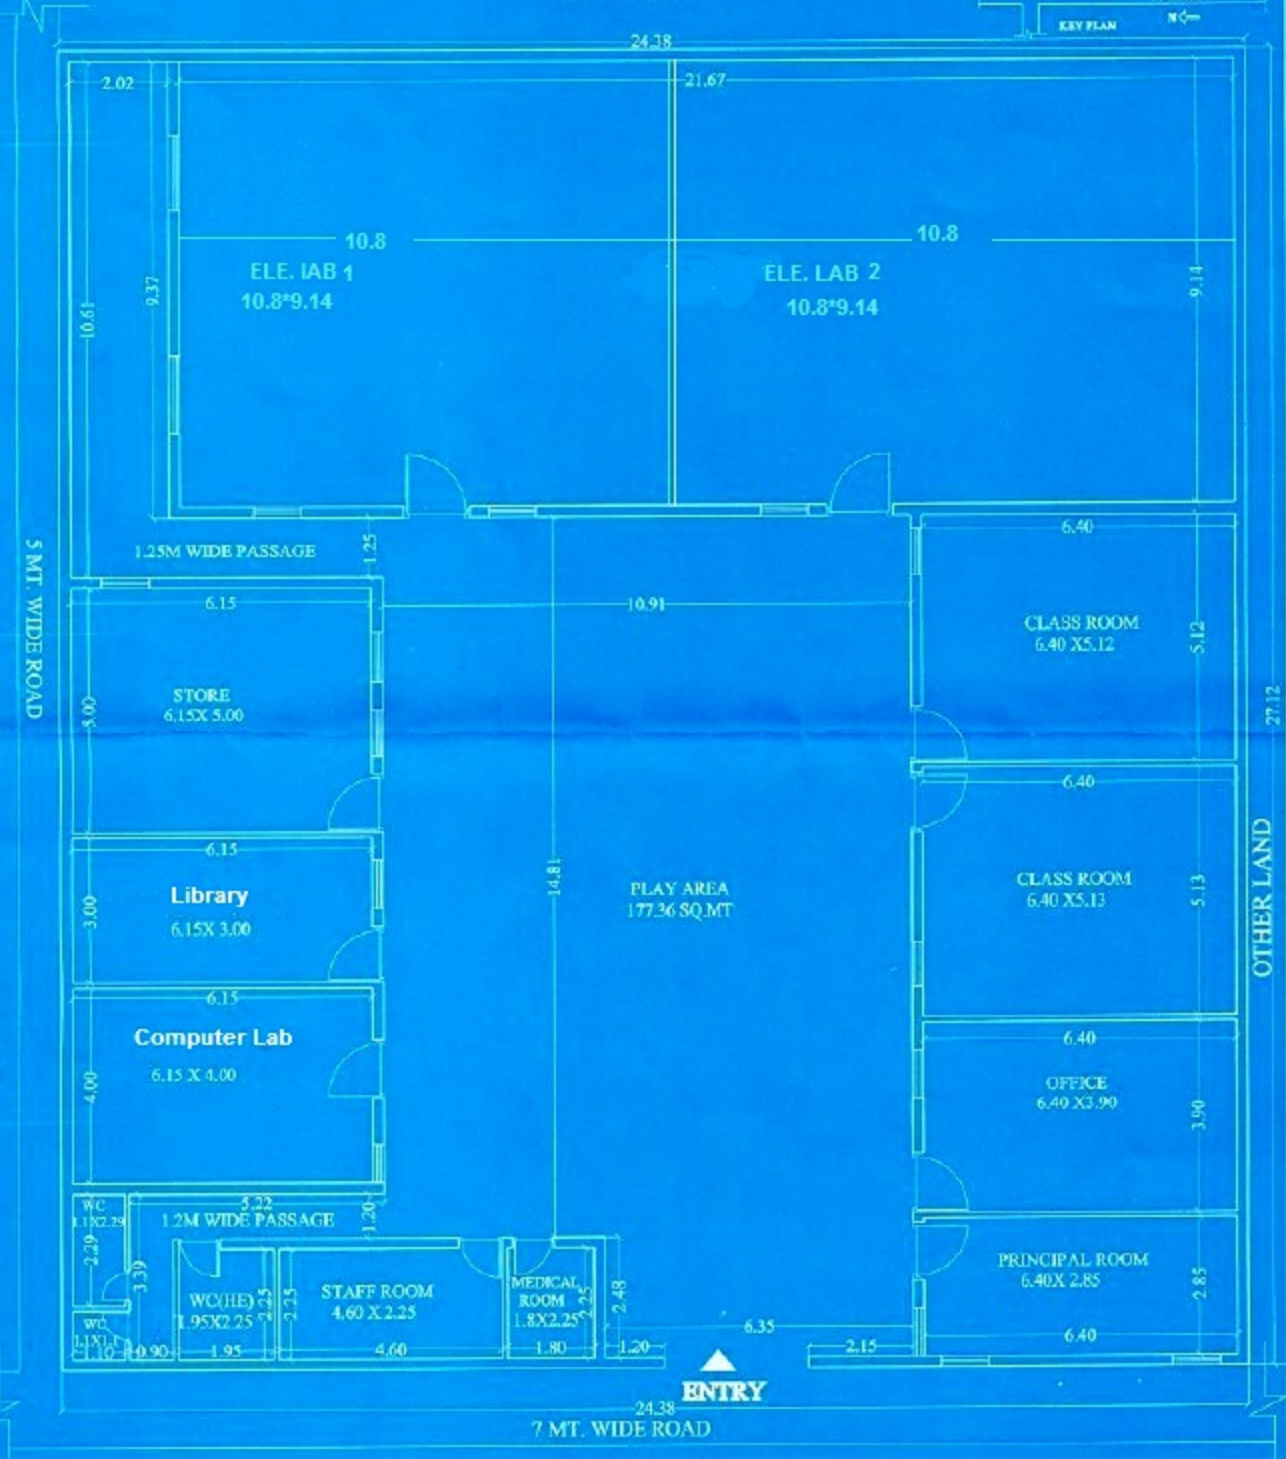 KEY PLAN
N
24.38
2.02
21.67
10.8
10.8
ELE. IAB 1
10.8*9.14
ELE. LAB 2
10.8*9.14
9.37
10.61
9.14
1.25M WIDE PASSAGE
1.25
6.40
6.15
10.91
CLASS ROOM
6.40 X5.12
5.12
5 MT. WIDE ROAD
STORE
6.15X 5.00
5.00
27.12
6.40
6.15
Library
6.15X 3.00
3.00
14.81
PLAY AREA
177.36 SQ.MT
CLASS ROOM
6.40 X5.13
5.13
OTHER LAND
6.15
Computer Lab
6.15 X 4.00
4.00
6.40
OFFICE
6.40 X3.90
3.90
5.22
1.2M WIDE PASSAGE
1.20
WC
1.1X2.29
2.29
3.39
WC(HE)
1.95X2.25
2.25
2.25
STAFF ROOM
4.60 X 2.25
MEDICAL
ROOM
1.8X2.25
2.25
2.48
PRINCIPAL ROOM
6.40X 2.85
2.85
WC
1.1X1.1
1.10
0.90
1.95
4.60
1.80
1.20
6.35
2.15
6.40
ENTRY
24.38
7 MT. WIDE ROAD